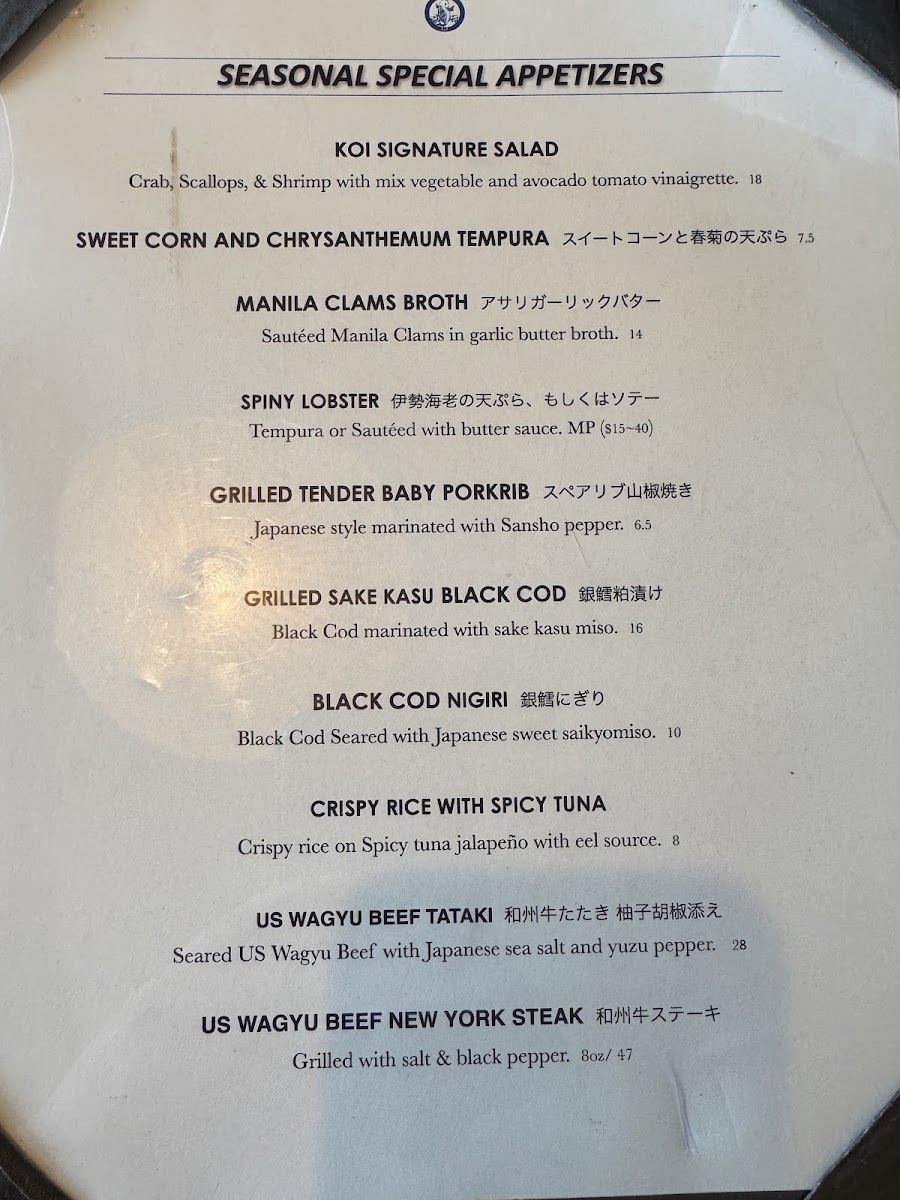 SEASONAL SPECIAL APPETIZERS
KOI SIGNATURE SALAD
Crab, Scallops, & Shrimp with mix vegetable and avocado tomato vinaigrette. 18
SWEET CORN AND CHRYSANTHEMUM TEMPURA スイートコーンと春菊の天ぷら 7.5
MANILA CLAMS BROTH アサリガーリックバター
Sautéed Manila Clams in garlic butter broth. 14
SPINY LOBSTER 伊勢海老の天ぷら、もしくはソテー
Tempura or Sautéed with butter sauce. MP ($15~40)
GRILLED TENDER BABY PORKRIB スペアリブ山椒焼き
Japanese style marinated with Sansho pepper. 6.5
GRILLED SAKE KASU BLACK COD 銀鱈粕漬け
Black Cod marinated with sake kasu miso. 16
BLACK COD NIGIRI 銀鱈にぎり
Black Cod Seared with Japanese sweet saikyomiso. 10
CRISPY RICE WITH SPICY TUNA
Crispy rice on Spicy tuna jalapeño with eel source. 8
US WAGYU BEEF TATAKI 和州牛たたき 柚子胡椒添え
Seared US Wagyu Beef with Japanese sea salt and yuzu pepper. 28
US WAGYU BEEF NEW YORK STEAK 和州牛ステーキ
Grilled with salt & black pepper. 8oz/ 47